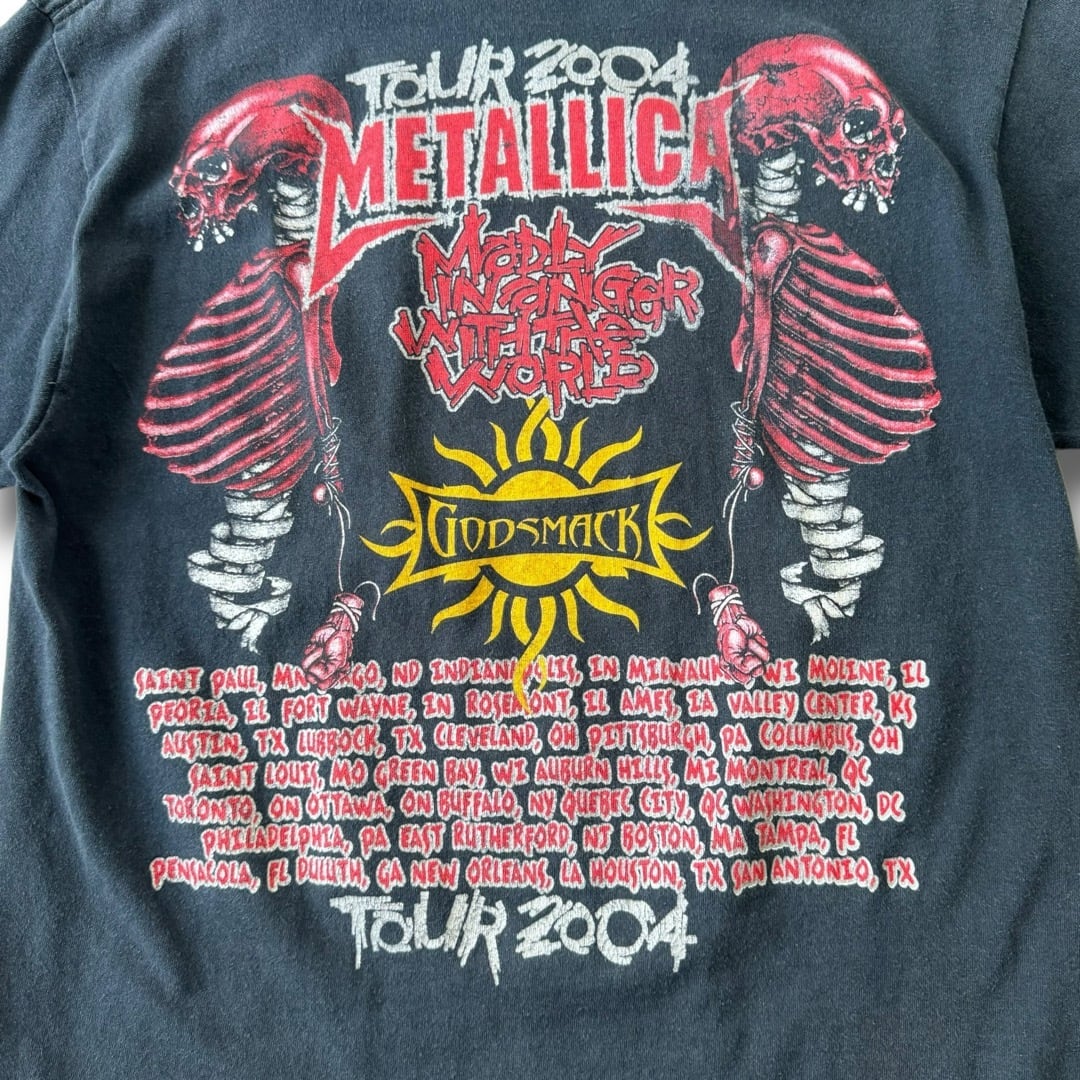 TOUR 2004
METALLICA
MADLY
IN ANGER
WITH THE
WORLD
GODSMACK
SAINT PAUL, MN ND INDIANAPOLIS, IN MILWAUKEE, WI MOLINE, IL
PEORIA, IL FORT WAYNE, IN ROSEMONT, IL AMES, IA VALLEY CENTER, KS
AUSTIN, TX LUBBOCK, TX CLEVELAND, OH PITTSBURGH, PA COLUMBUS, OH
SAINT LOUIS, MO GREEN BAY, WI AUBURN HILLS, MI MONTREAL, QC
TORONTO, ON OTTAWA, ON BUFFALO, NY QUEBEC CITY, QC WASHINGTON, DC
PHILADELPHIA, PA EAST RUTHERFORD, NJ BOSTON, MA TAMPA, FL
PENSACOLA, FL DULUTH, GA NEW ORLEANS, LA HOUSTON, TX SAN ANTONIO, TX
TOUR 2004